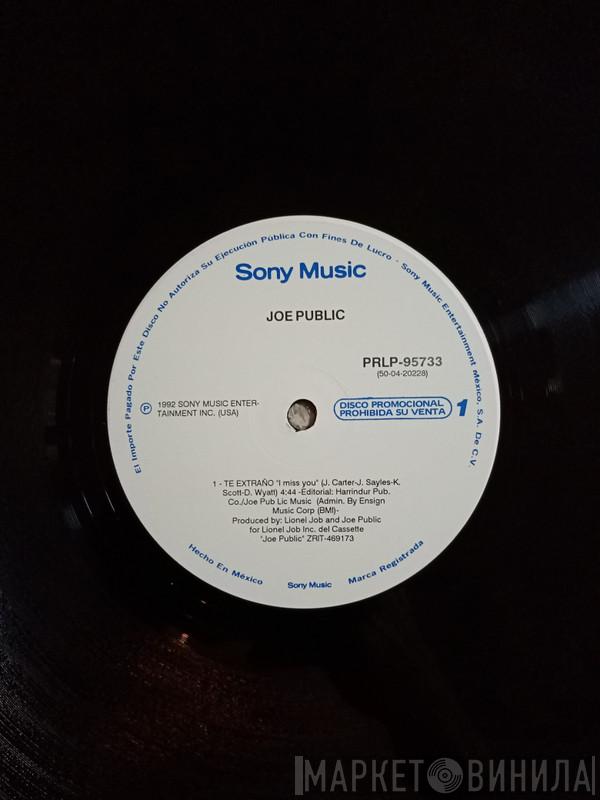 El Importe Pagado Por Este Disco No Autoriza Su Ejecución Pública Con Fines De Lucro - Sony Music Entertainment México, S.A. De C.V.
Sony Music
JOE PUBLIC
PRLP-95733
(50-04-20228)
℗ 1992 SONY MUSIC ENTER-
TAINMENT INC. (USA)
DISCO PROMOCIONAL
PROHIBIDA SU VENTA
1
1 - TE EXTRAÑO "I miss you" (J. Carter-J. Sayles-K.
Scott-D. Wyatt) 4:44 -Editorial: Harrindur Pub.
Co./Joe Pub Lic Music (Admin. By Ensign
Music Corp (BMI)-
Produced by: Lionel Job and Joe Public
for Lionel Job Inc. del Cassette
"Joe Public" ZRIT-469173
Hecho En México
Sony Music
Marca Registrada
МАРКЕТ ВИНИЛА